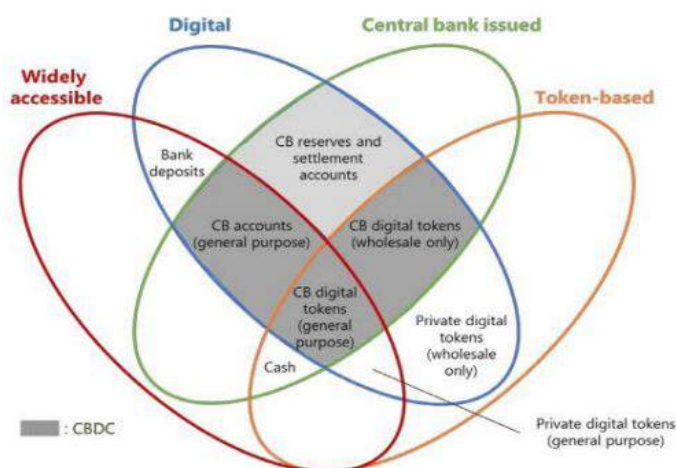 Digital
Central bank issued
Widely
accessible
Token-based
Bank
deposits
CB reserves and
settlement
accounts
CB accounts
(general purpose)
CB digital tokens
(wholesale only)
CB digital
tokens
(general
purpose)
Cash
Private digital
tokens
(wholesale
only)
: CBDC
Private digital tokens
(general purpose)